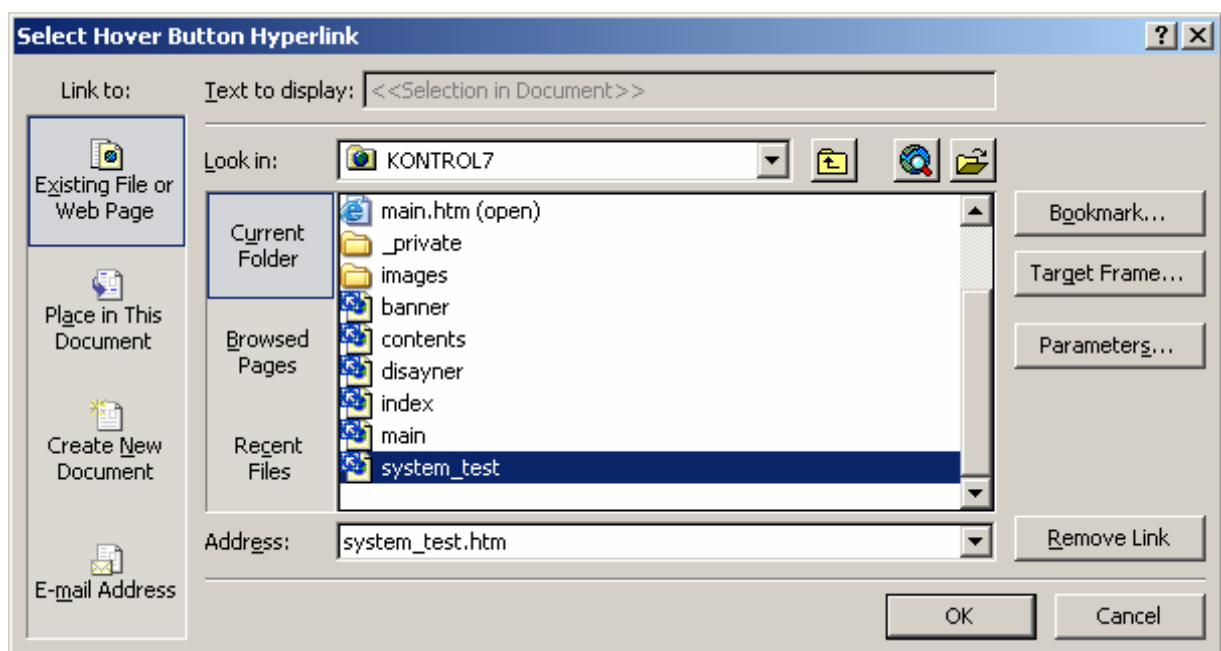 Select Hover Button Hyperlink
Link to:
Text to display: <<Selection in Document>>
Existing File or
Web Page
Place in This
Document
Create New
Document
E-mail Address
Look in: KONTROL7
Current
Folder
Browsed
Pages
Recent
Files
main.htm (open)
_private
images
banner
contents
disayner
index
main
system_test
Bookmark...
Target Frame...
Parameters...
Address: system_test.htm
Remove Link
OK
Cancel